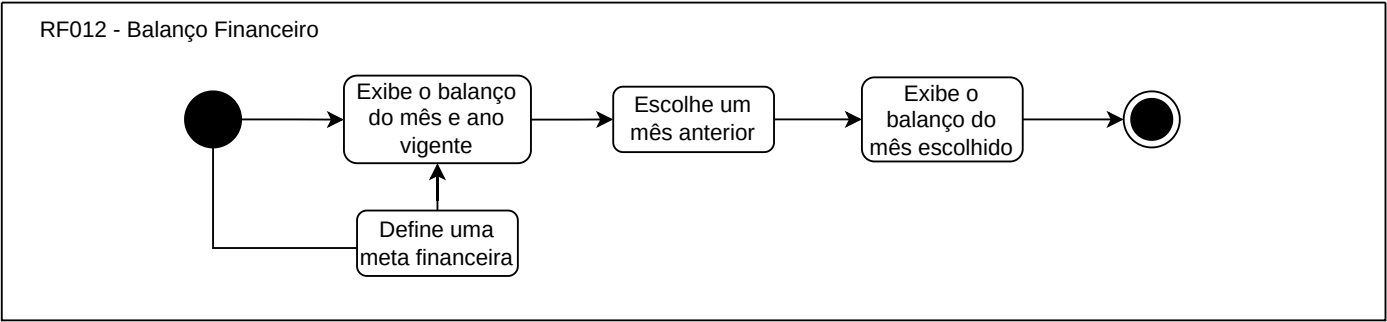 RF012 - Balanço Financeiro
Exibe o balanço
do mês e ano
vigente
Escolhe um
mês anterior
Exibe o
balanço do
mês escolhido
Define uma
meta financeira